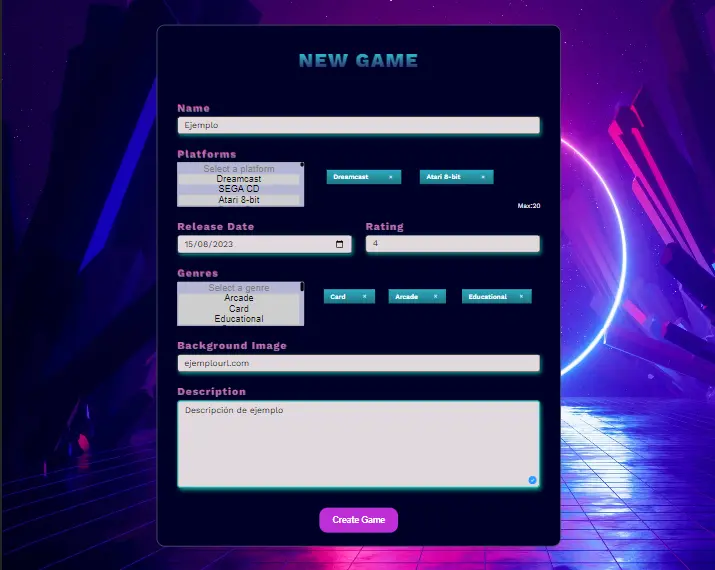 NEW GAME
Name
Ejemplo
Platforms
Select a platform
Dreamcast
SEGA CD
Atari 8-bit
Dreamcast ×
Atari 8-bit ×
Max:20
Release Date
15/08/2023
Rating
4
Genres
Select a genre
Arcade
Card
Educational
Card ×
Arcade ×
Educational ×
Background Image
ejemplourl.com
Description
Descripción de ejemplo
Create Game